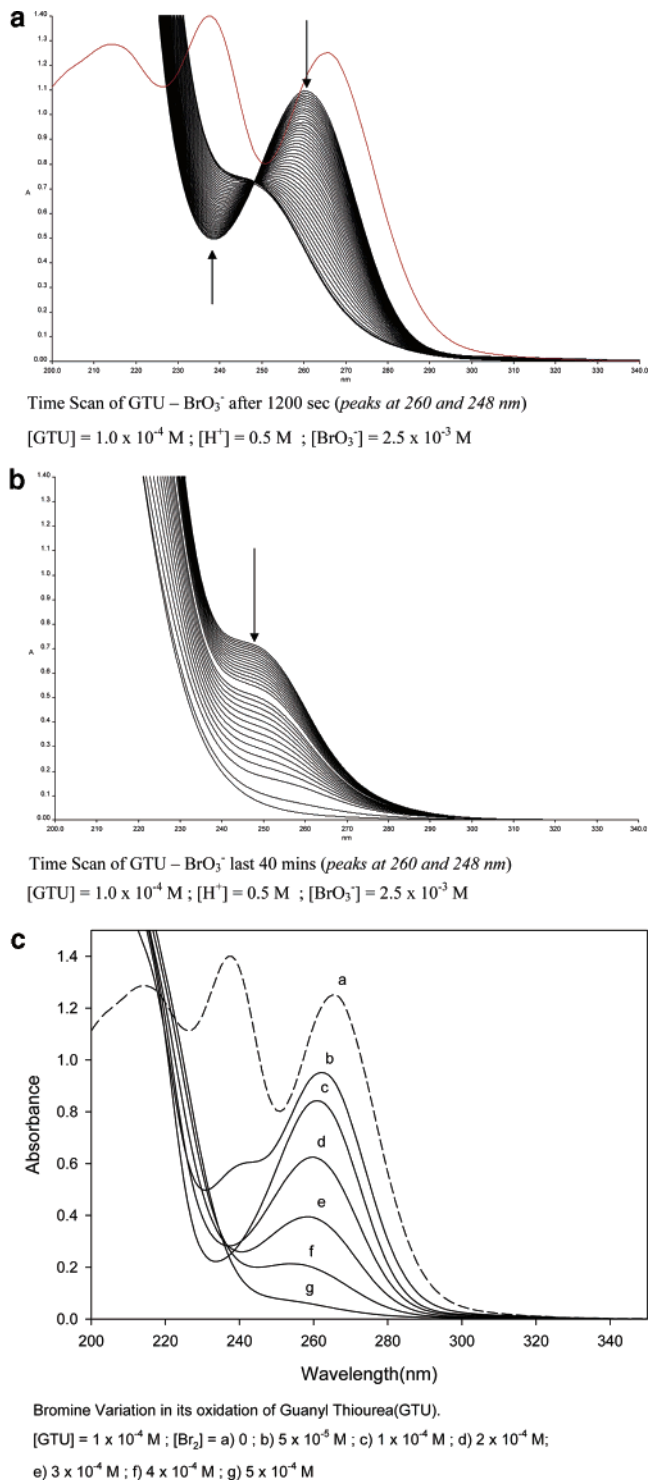 a
1.40
1.30
1.20
1.10
1.00
0.90
0.80
0.70
A
0.60
0.50
0.40
0.30
0.20
0.10
0.00
200.0 210 220 230 240 250 260 270 280 290 300 310 320 330 340.0
nm
Time Scan of GTU – BrO₃⁻ after 1200 sec (peaks at 260 and 248 nm)
[GTU] = 1.0 x 10⁻⁴ M ; [H⁺] = 0.5 M ; [BrO₃⁻] = 2.5 x 10⁻³ M
b
1.40
1.30
1.20
1.10
1.00
0.90
0.80
0.70
A
0.60
0.50
0.40
0.30
0.20
0.10
0.00
200.0 210 220 230 240 250 260 270 280 290 300 310 320 330 340.0
nm
Time Scan of GTU – BrO₃⁻ last 40 mins (peaks at 260 and 248 nm)
[GTU] = 1.0 x 10⁻⁴ M ; [H⁺] = 0.5 M ; [BrO₃⁻] = 2.5 x 10⁻³ M
c
1.4
1.2
1.0
0.8
0.6
0.4
0.2
0.0
Absorbance
a
b
c
d
e
f
g
200 220 240 260 280 300 320 340
Wavelength(nm)
Bromine Variation in its oxidation of Guanyl Thiourea(GTU).
[GTU] = 1 x 10⁻⁴ M ; [Br₂] = a) 0 ; b) 5 x 10⁻⁵ M ; c) 1 x 10⁻⁴ M ; d) 2 x 10⁻⁴ M;
e) 3 x 10⁻⁴ M ; f) 4 x 10⁻⁴ M ; g) 5 x 10⁻⁴ M